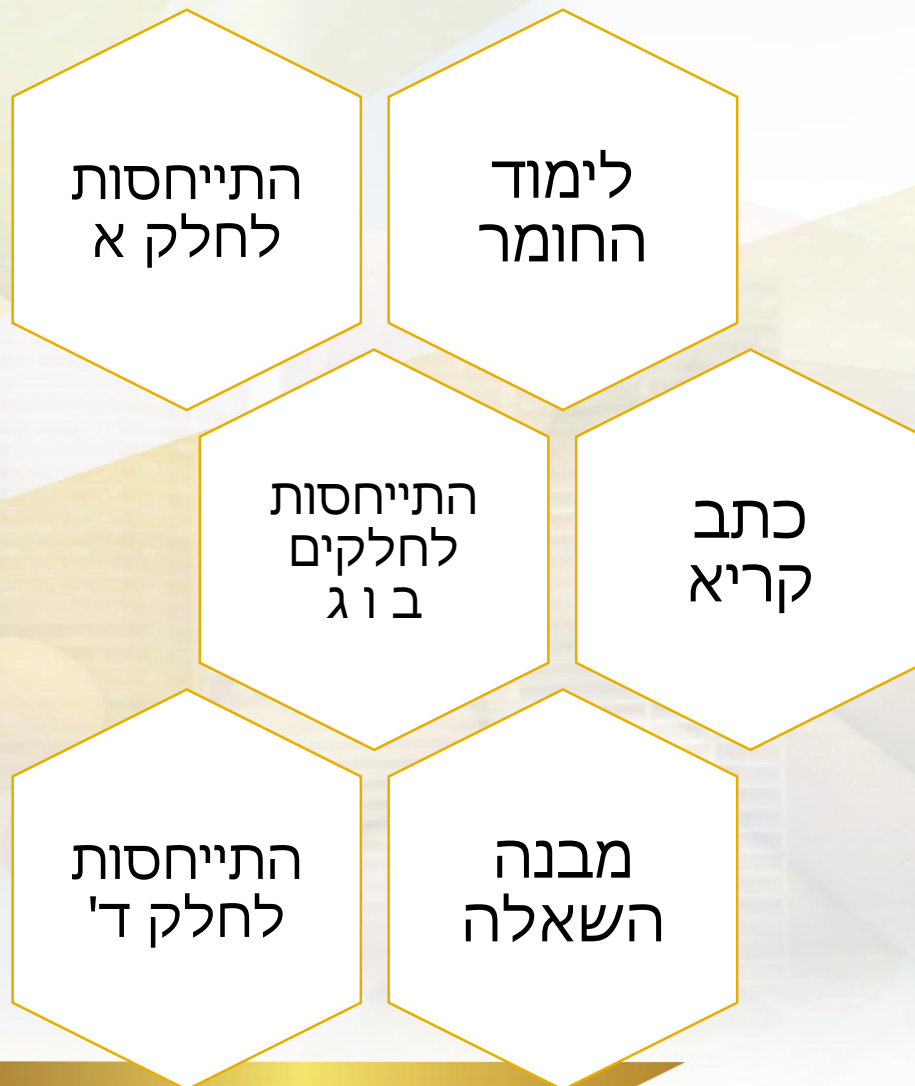 לימוד
החומר
התייחסות
לחלק א
כתב
קריא
התייחסות
לחלקים
ב ו ג
מבנה
השאלה
התייחסות
לחלק ד'